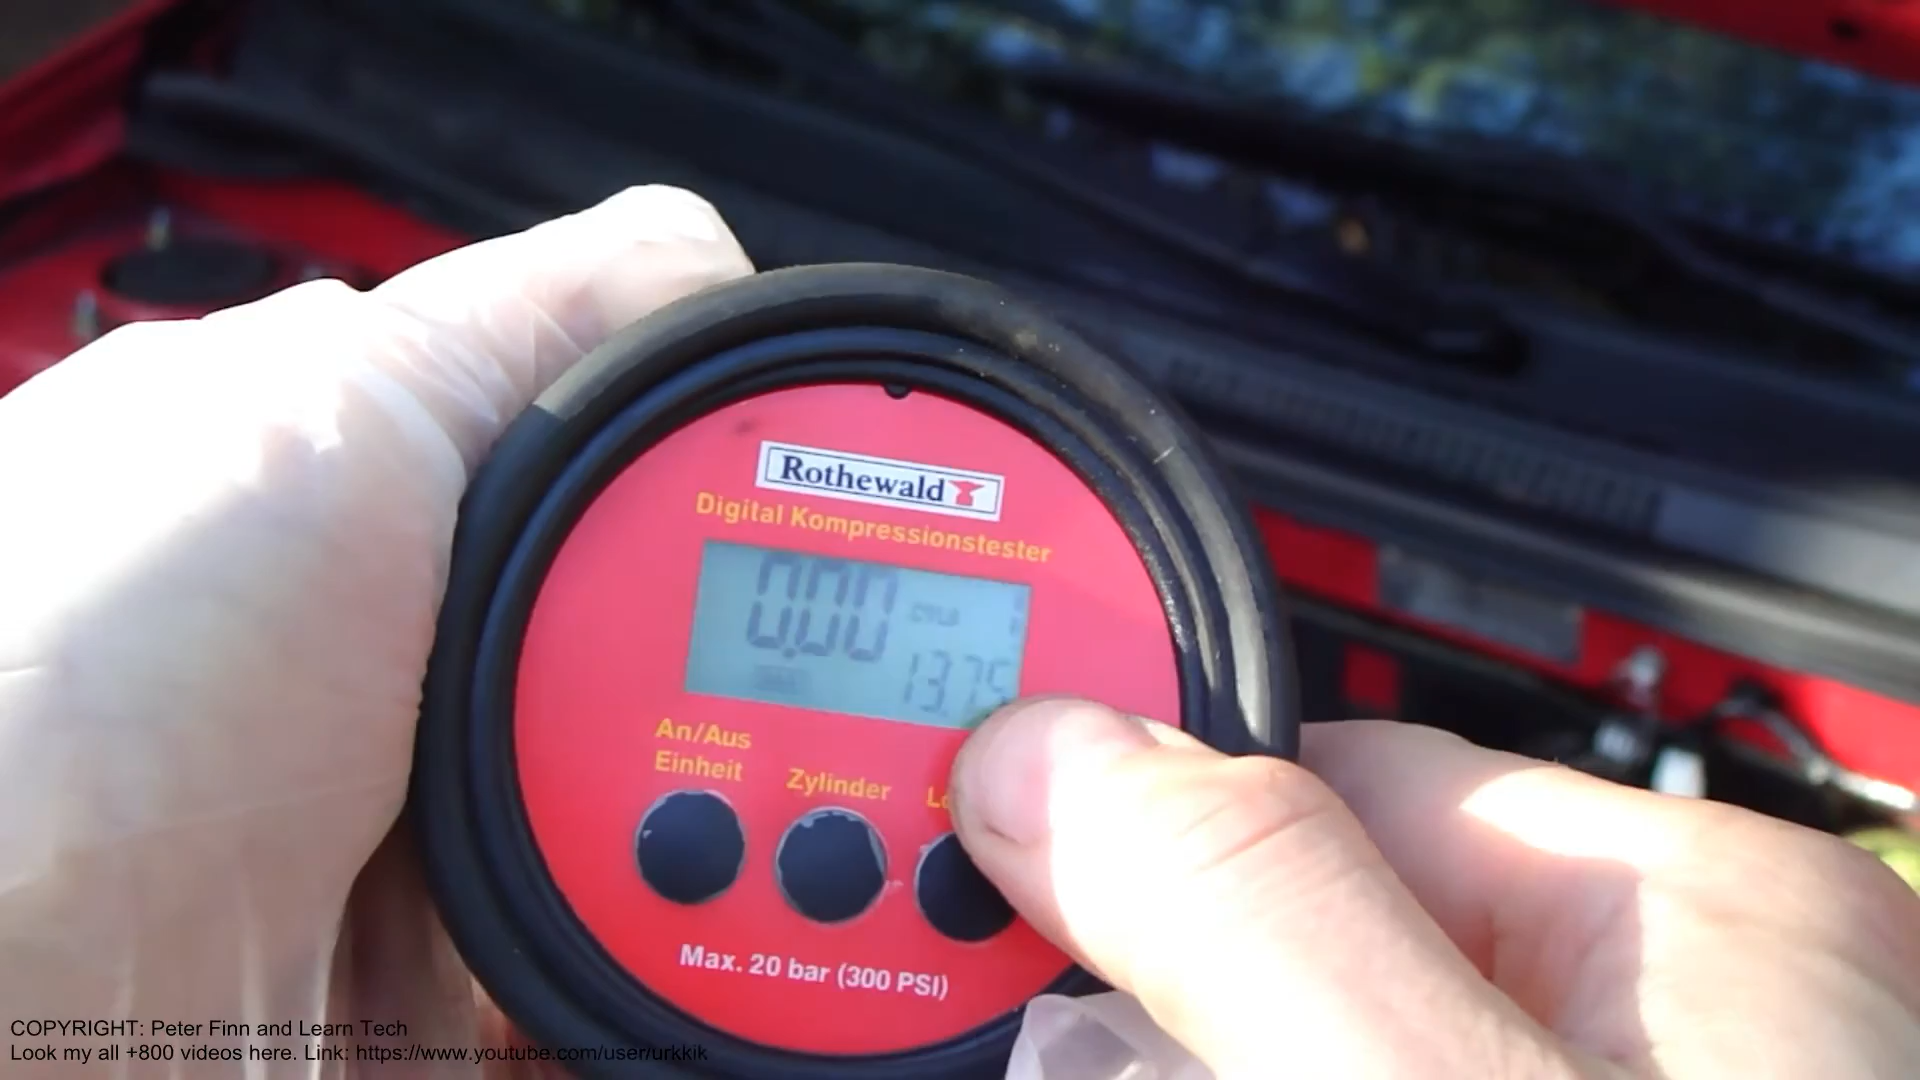 Rothewald
Digital Kompressionstester
0.00
13.75
An/Aus
Einheit
Zylinder
Max. 20 bar (300 PSI)
COPYRIGHT: Peter Finn and Learn Tech
Look my all +800 videos here. Link: https://www.youtube.com/user/urkkik